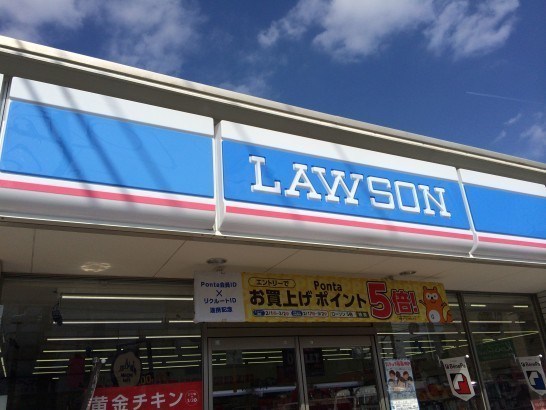 LAWSON
Ponta会員ID
×
リクルートID
連携記念
エントリーで
Ponta
お買上げポイント5倍!
黄金チキン